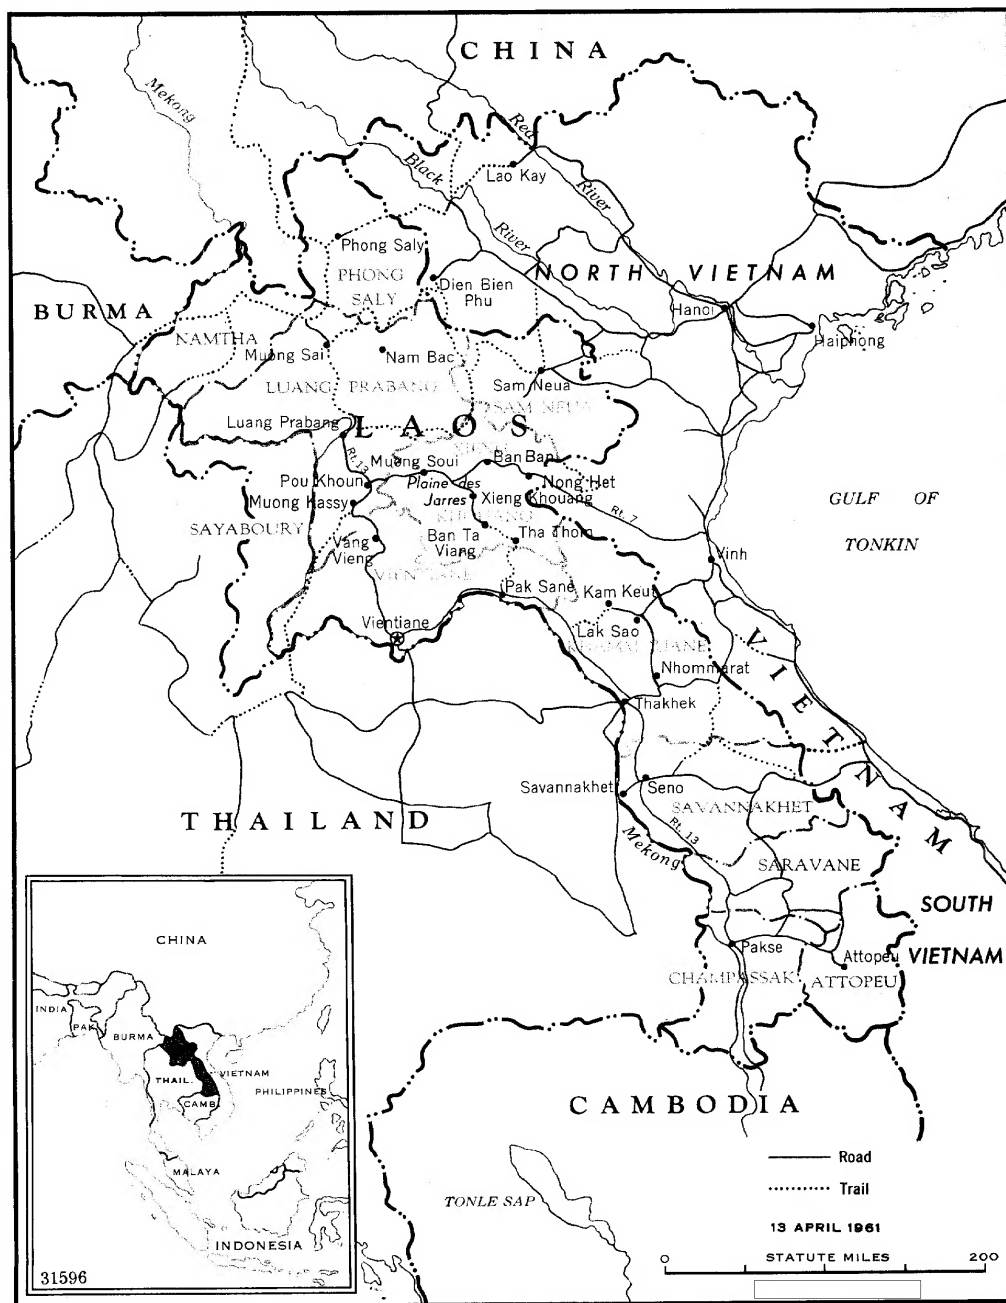 CHINA
Mekong
Red
Black
Lao Kay
River
River
Phong Saly
PHONG
SALY
Dien Bien
Phu
NORTH VIETNAM
BURMA
Hanoi
Haiphong
NAMTHA
Muong Sai
Nam Bac
LUANG PRABANG
Sam Neua
SAM NEUA
Luang Prabang
LAOS
Rt. 13
Muong Soui
Ban Ban
Pou Khoun
Plaine des
Jarres
Nong Het
Muong Kassy
Xieng Khouang
Rt. 7
GULF OF
TONKIN
SAYABOURY
KHOUANG
Vang
Vieng
Ban Ta
Viang
Tha Thom
Vinh
VIENTIANE
Pak Sane
Kam Keut
Vientiane
Lak Sao
KHAMMOUANE
Nhommarat
VIETNAM
Thakhek
Savannakhet
Seno
SAVANNAKHET
THAILAND
Rt. 13
Mekong
SARAVANE
SOUTH
VIETNAM
Pakse
Attopeu
CHAMPASSAK
ATTOPEU
CAMBODIA
TONLE SAP
Road
Trail
13 APRIL 1961
STATUTE MILES
0 200
CHINA
INDIA
PAK.
BURMA
THAIL.
VIETNAM
PHILIPPINES
CAMB.
MALAYA
INDONESIA
31596